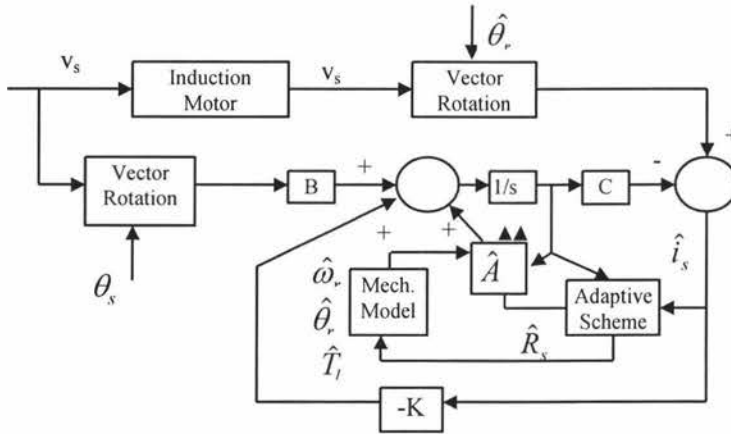 θ̂_r
v_s
Induction
Motor
v_s
Vector
Rotation
+
Vector
Rotation
B
+
1/s
C
-
+
+
θ_s
ω̂_r
θ̂_r
T̂_l
Mech.
Model
Â
Adaptive
Scheme
î_s
R̂_s
-K